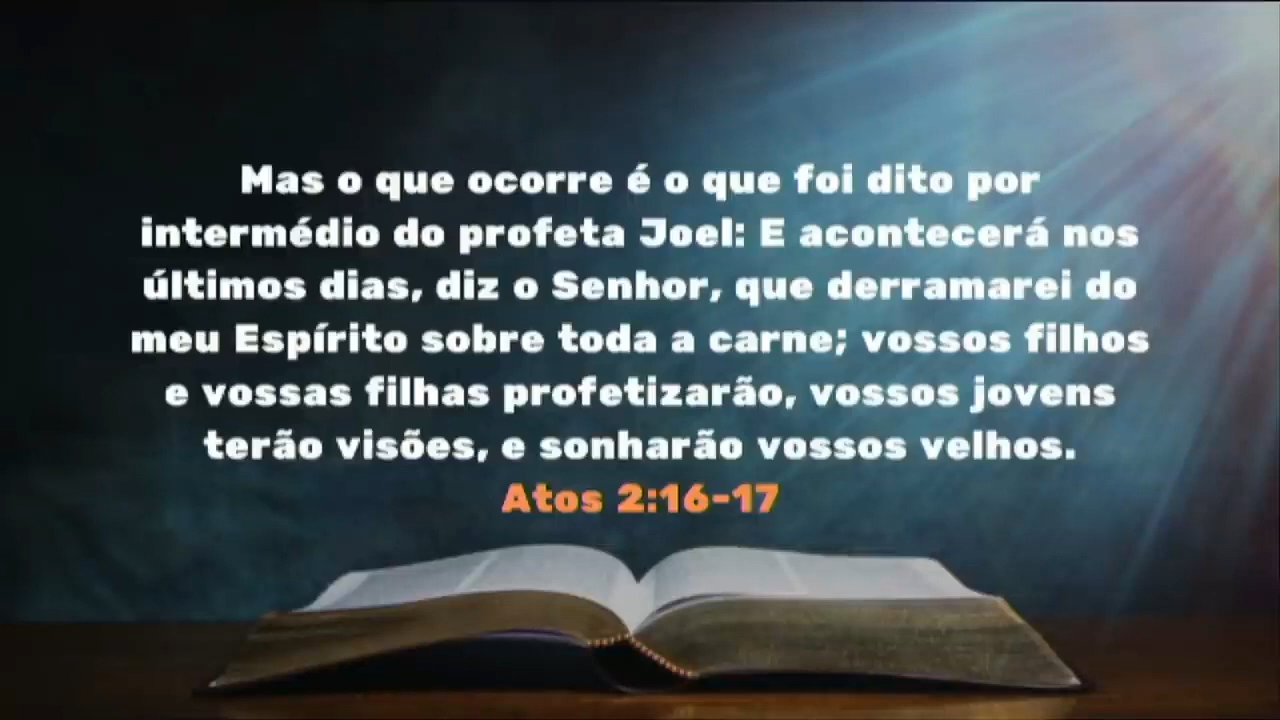 Mas o que ocorre é o que foi dito por
intermédio do profeta Joel: E acontecerá nos
últimos dias, diz o Senhor, que derramarei do
meu Espírito sobre toda a carne; vossos filhos
e vossas filhas profetizarão, vossos jovens
terão visões, e sonharão vossos velhos.
Atos 2:16-17